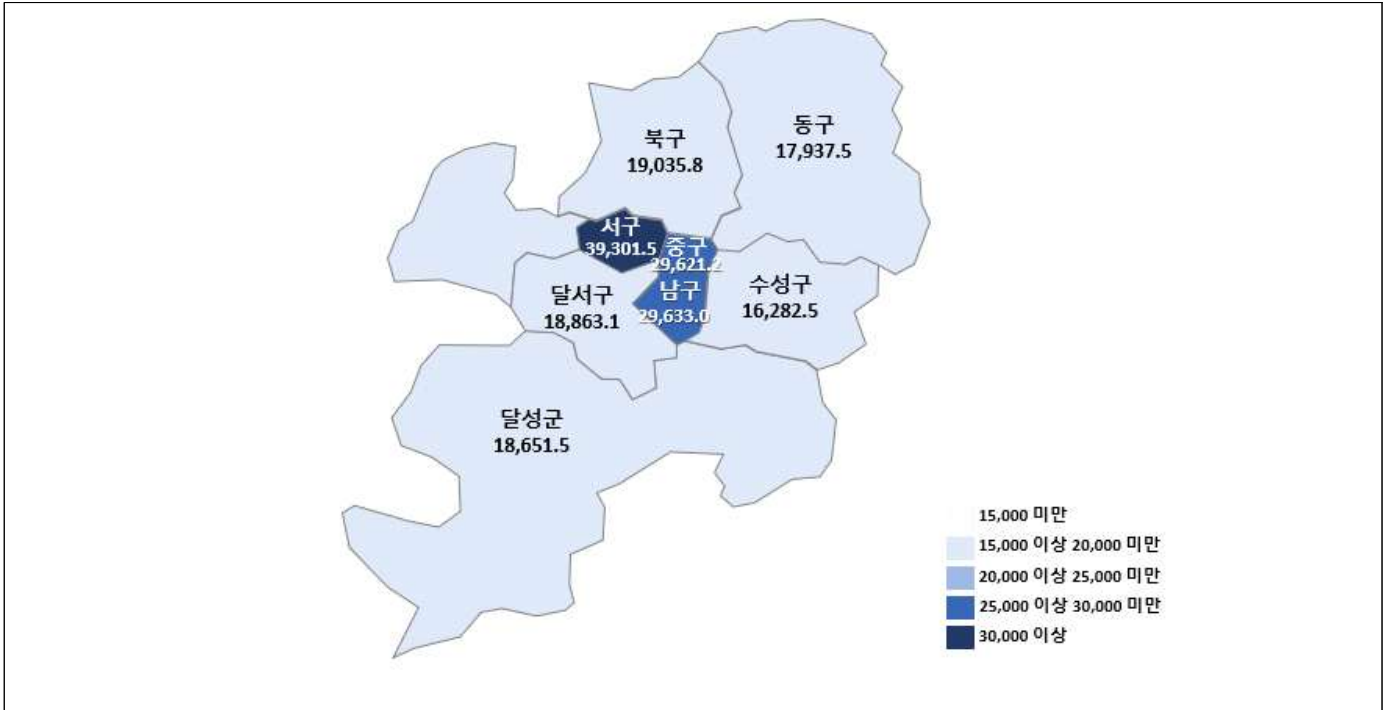 동구
17,937.5
북구
19,035.8
서구
39,301.5
중구
29,621.2
남구
29,633.0
수성구
16,282.5
달서구
18,863.1
달성군
18,651.5
15,000 미만
15,000 이상 20,000 미만
20,000 이상 25,000 미만
25,000 이상 30,000 미만
30,000 이상